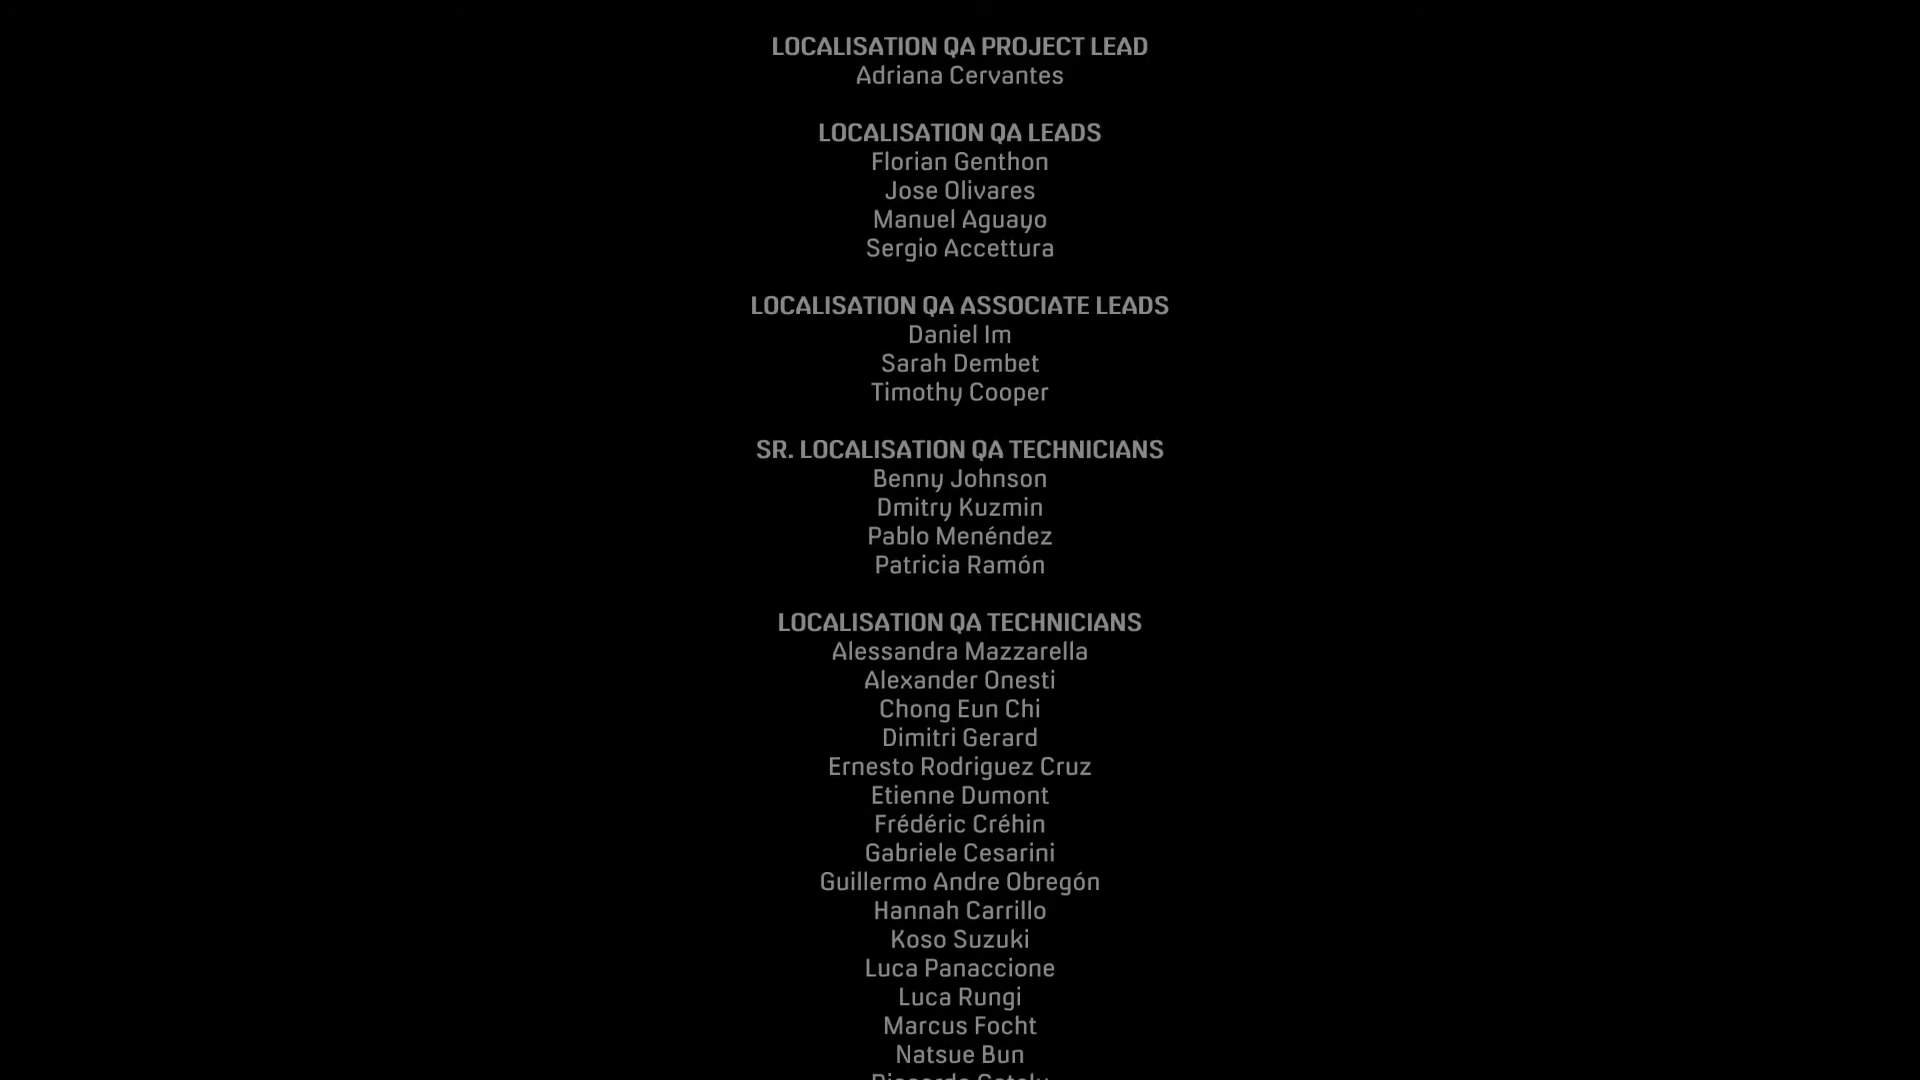 LOCALISATION QA PROJECT LEAD
Adriana Cervantes
LOCALISATION QA LEADS
Florian Genthon
Jose Olivares
Manuel Aguayo
Sergio Accettura
LOCALISATION QA ASSOCIATE LEADS
Daniel Im
Sarah Dembet
Timothy Cooper
SR. LOCALISATION QA TECHNICIANS
Benny Johnson
Dmitry Kuzmin
Pablo Menéndez
Patricia Ramón
LOCALISATION QA TECHNICIANS
Alessandra Mazzarella
Alexander Onesti
Chong Eun Chi
Dimitri Gerard
Ernesto Rodriguez Cruz
Etienne Dumont
Frédéric Créhin
Gabriele Cesarini
Guillermo Andre Obregón
Hannah Carrillo
Koso Suzuki
Luca Panaccione
Luca Rungi
Marcus Focht
Natsue Bun